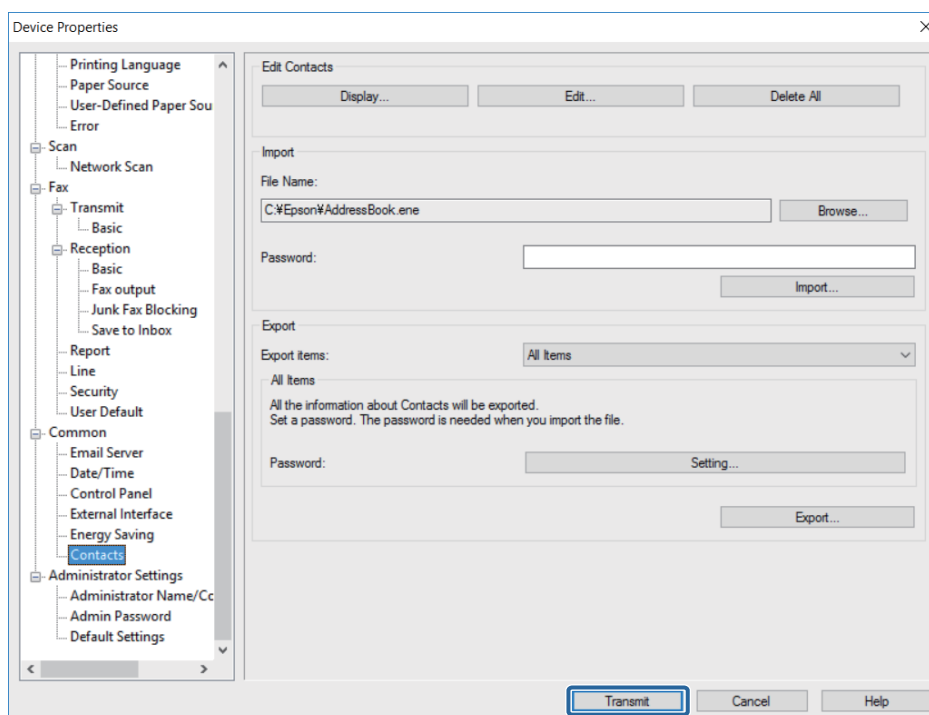 Device Properties
Printing Language
Paper Source
User-Defined Paper Sou
Error
Scan
Network Scan
Fax
Transmit
Basic
Reception
Basic
Fax output
Junk Fax Blocking
Save to Inbox
Report
Line
Security
User Default
Common
Email Server
Date/Time
Control Panel
External Interface
Energy Saving
Contacts
Administrator Settings
Administrator Name/Cc
Admin Password
Default Settings
Edit Contacts
Display... Edit... Delete All
Import
File Name:
C:¥Epson¥AddressBook.ene Browse...
Password:
Import...
Export
Export items: All Items
All Items
All the information about Contacts will be exported.
Set a password. The password is needed when you import the file.
Password: Setting...
Export...
Transmit Cancel Help